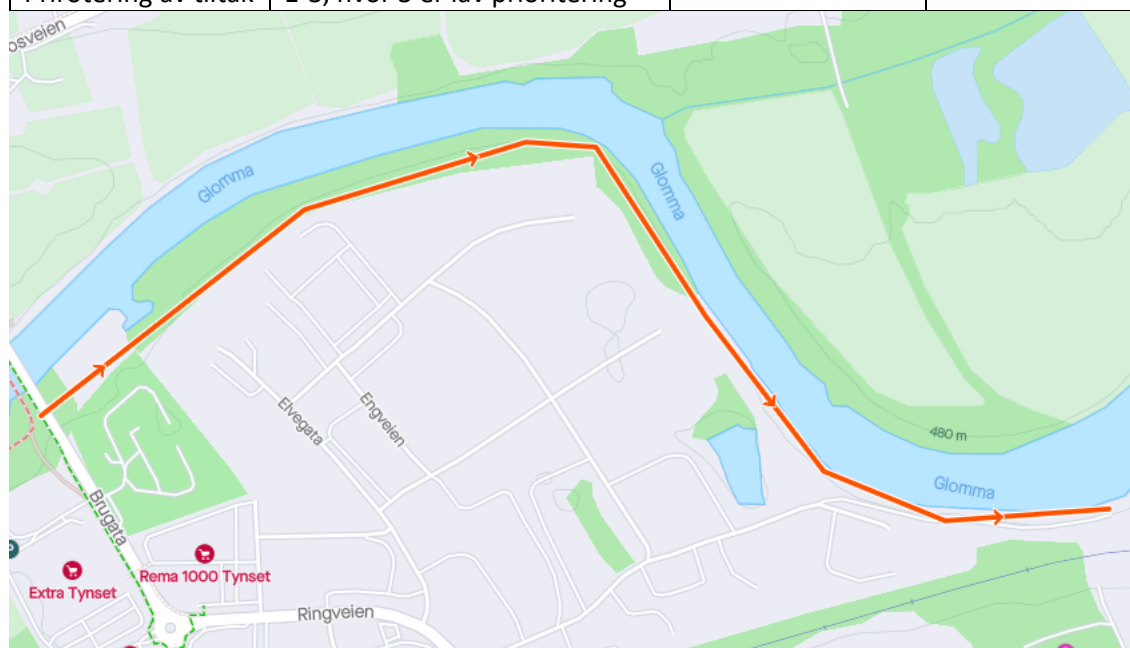 Prirotering av tiltak
1-3, hvor 3 er lav prioritering
osveien
Glomma
Glomma
480 m
Glomma
Elvegata
Engveien
Brugata
P
Rema 1000 Tynset
Extra Tynset
Ringveien